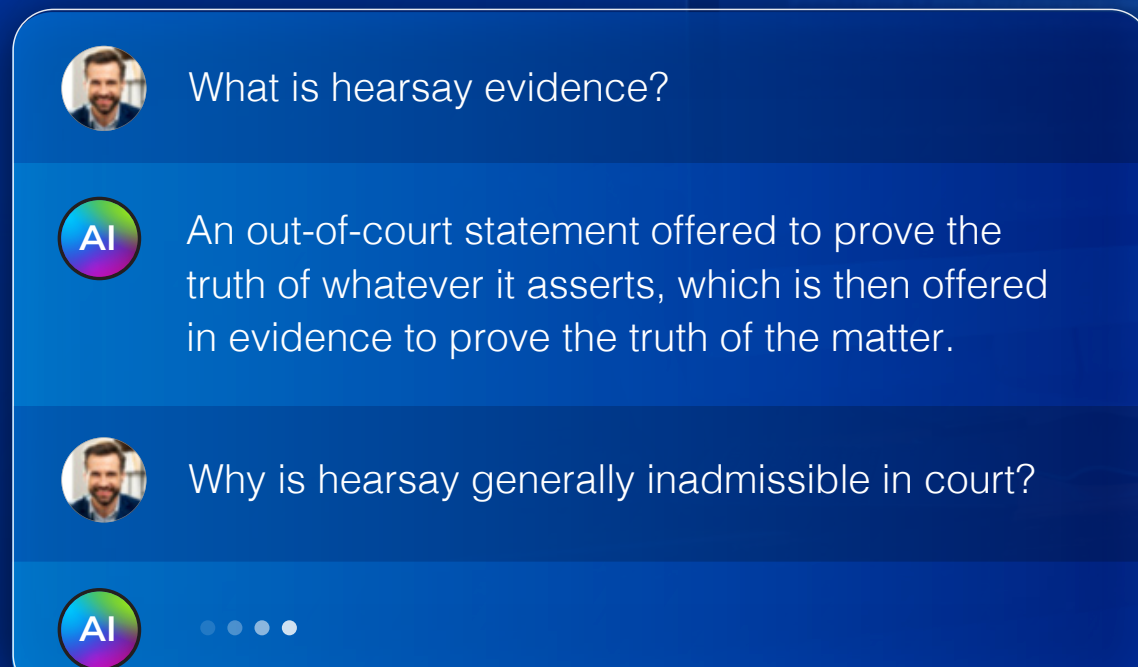 What is hearsay evidence?
AI
An out-of-court statement offered to prove the
truth of whatever it asserts, which is then offered
in evidence to prove the truth of the matter.
Why is hearsay generally inadmissible in court?
AI